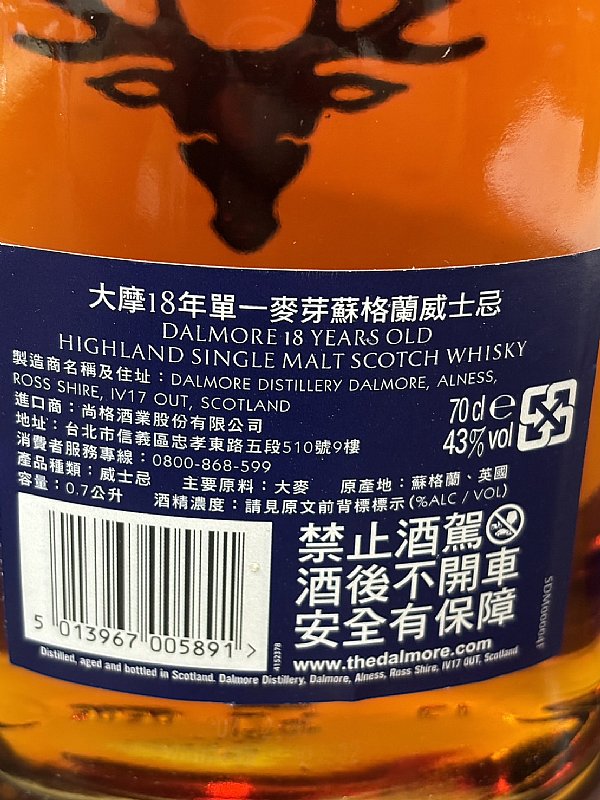 大摩18年單一麥芽蘇格蘭威士忌
DALMORE 18 YEARS OLD
HIGHLAND SINGLE MALT SCOTCH WHISKY
製造商名稱及住址：DALMORE DISTILLERY DALMORE, ALNESS,
ROSS SHIRE, IV17 OUT, SCOTLAND
進口商：尚格酒業股份有限公司
地址：台北市信義區忠孝東路五段510號9樓
消費者服務專線：0800-868-599
70 cl e
43% vol
產品種類：威士忌 主要原料：大麥 原產地：蘇格蘭、英國
容量：0.7公升 酒精濃度：請見原文前背標標示 (%ALC / VOL)
禁止酒駕
酒後不開車
安全有保障
5 013967 005891 >
4152378
SDM00004F
www.thedalmore.com
Distilled, aged and bottled in Scotland. Dalmore Distillery, Dalmore, Alness, Ross Shire, IV17 0UT, Scotland